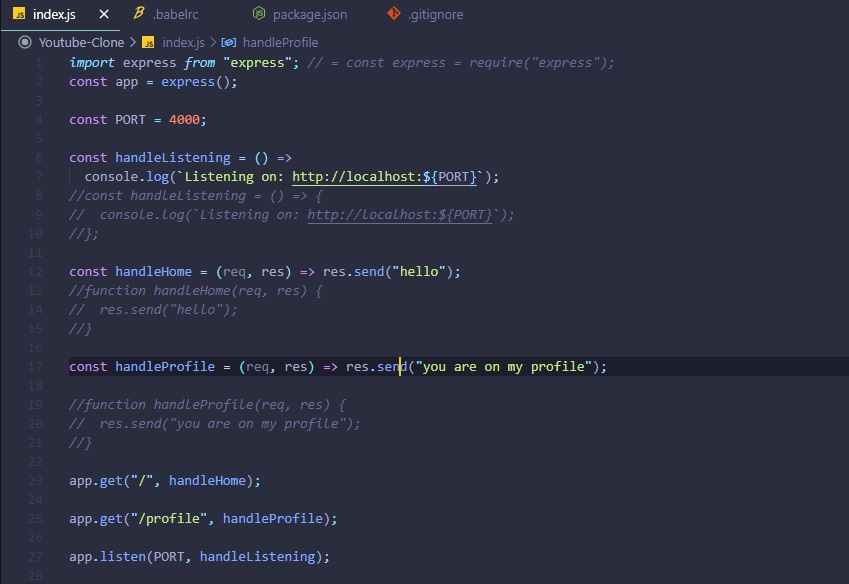 index.js × .babelrc package.json .gitignore
Youtube-Clone > index.js > handleProfile
1 import express from "express"; // = const express = require("express");
2 const app = express();
3
4 const PORT = 4000;
5
6 const handleListening = () =>
7 console.log(`Listening on: http://localhost:${PORT}`);
8 //const handleListening = () => {
9 //  console.log(`Listening on: http://localhost:${PORT}`);
10 //};
11
12 const handleHome = (req, res) => res.send("hello");
13 //function handleHome(req, res) {
14 //  res.send("hello");
15 //}
16
17 const handleProfile = (req, res) => res.send("you are on my profile");
18
19 //function handleProfile(req, res) {
20 //  res.send("you are on my profile");
21 //}
22
23 app.get("/", handleHome);
24
25 app.get("/profile", handleProfile);
26
27 app.listen(PORT, handleListening);
28